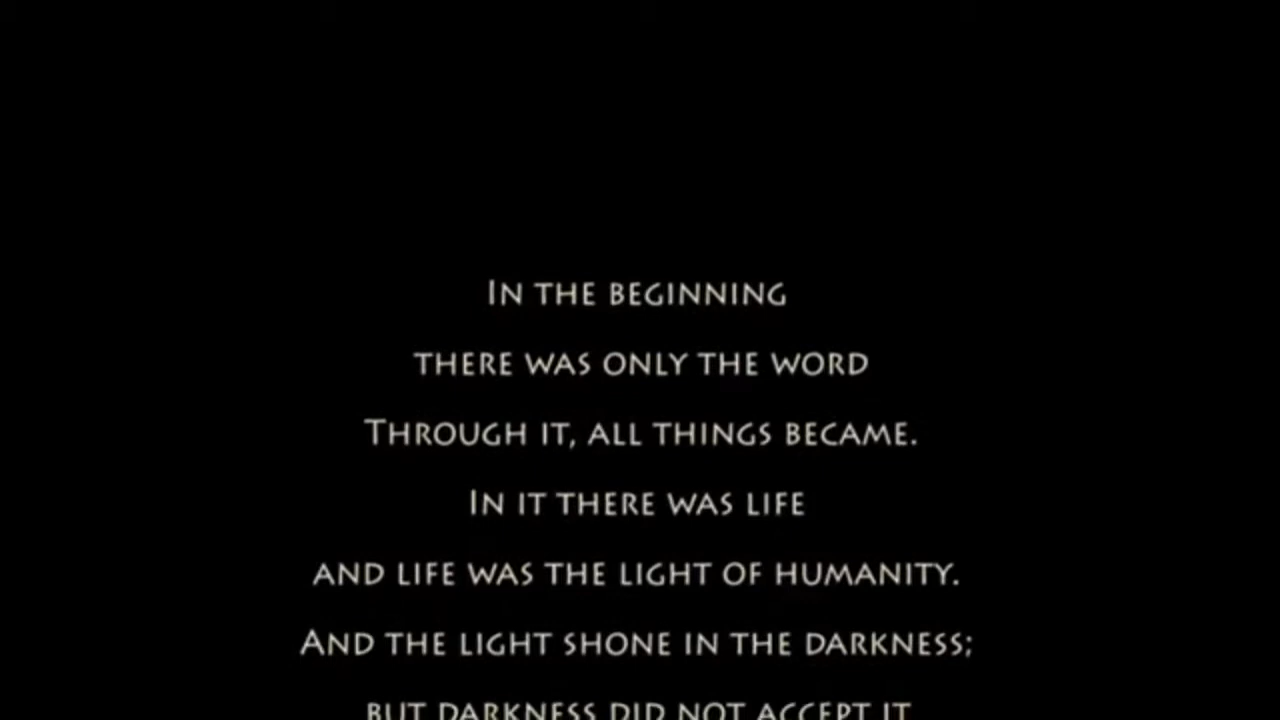 In the beginning
there was only the word
Through it, all things became.
In it there was life
and life was the light of humanity.
And the light shone in the darkness;
but darkness did not accept it